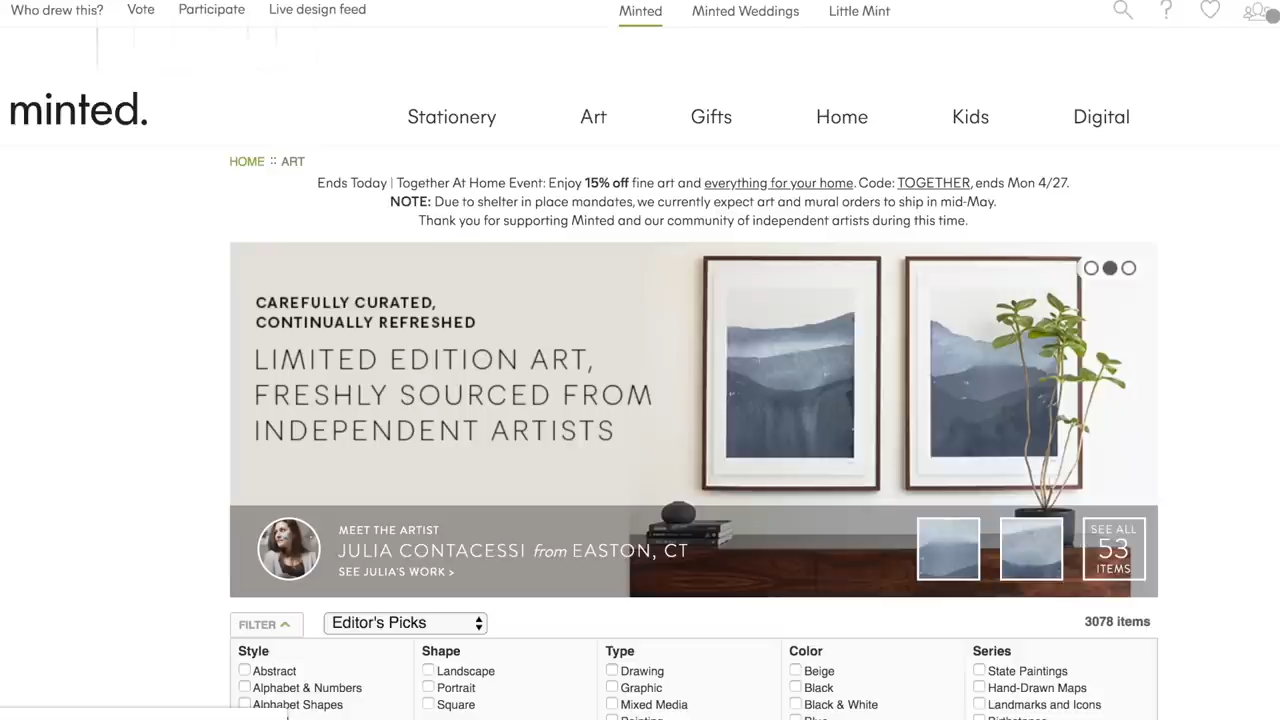 Who drew this? Vote Participate Live design feed Minted Minted Weddings Little Mint
minted. Stationery Art Gifts Home Kids Digital
HOME :: ART
Ends Today | Together At Home Event: Enjoy 15% off fine art and everything for your home. Code: TOGETHER, ends Mon 4/27.
NOTE: Due to shelter in place mandates, we currently expect art and mural orders to ship in mid-May.
Thank you for supporting Minted and our community of independent artists during this time.
CAREFULLY CURATED,
CONTINUALLY REFRESHED
LIMITED EDITION ART,
FRESHLY SOURCED FROM
INDEPENDENT ARTISTS
MEET THE ARTIST
JULIA CONTACESSI from EASTON, CT
SEE JULIA'S WORK >
SEE ALL
53
ITEMS
FILTER Editor's Picks 3078 items
Style Shape Type Color Series
Abstract Landscape Drawing Beige State Paintings
Alphabet & Numbers Portrait Graphic Black Hand-Drawn Maps
Alphabet Shapes Square Mixed Media Black & White Landmarks and Icons